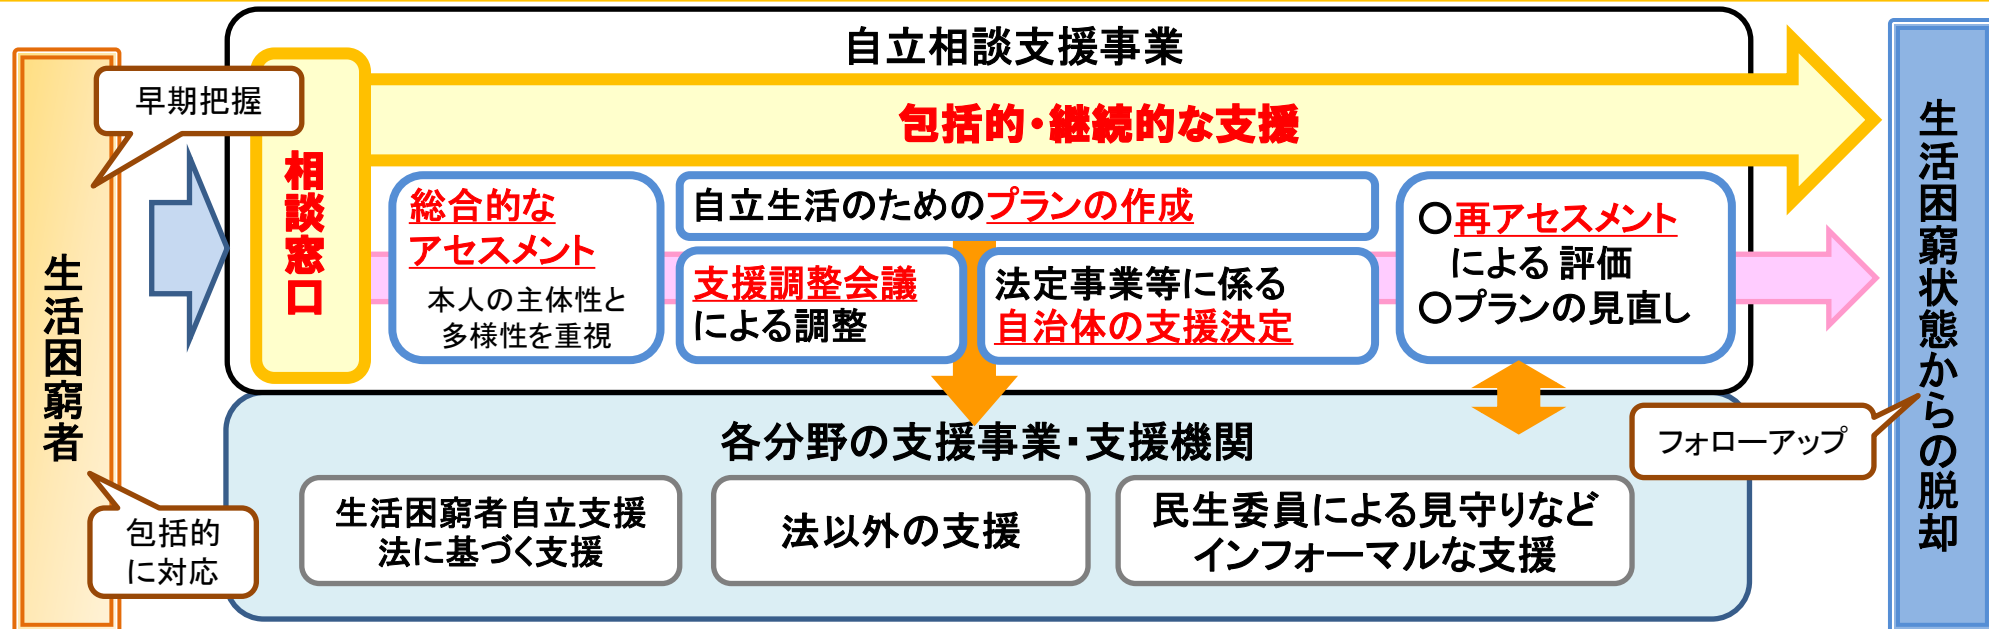 自立相談支援事業
早期把握
包括的・継続的な支援
相談窓口
総合的な
アセスメント
本人の主体性と
多様性を重視
自立生活のためのプランの作成
支援調整会議
による調整
法定事業等に係る
自治体の支援決定
○再アセスメント
による 評価
○プランの見直し
生活困窮者
包括的
に対応
各分野の支援事業・支援機関
生活困窮者自立支援
法に基づく支援
法以外の支援
民生委員による見守りなど
インフォーマルな支援
フォローアップ
生活困窮状態からの脱却